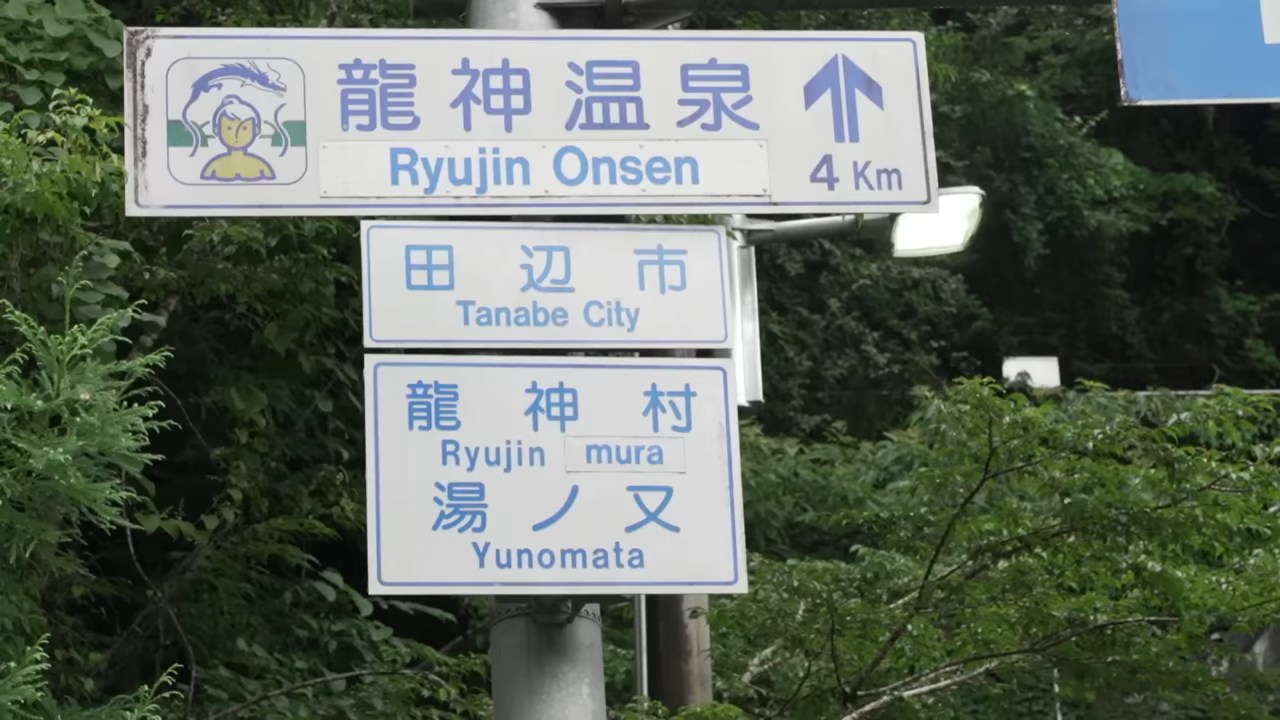 龍神温泉
Ryujin Onsen
4 Km
田辺市
Tanabe City
龍神村
Ryujin mura
湯ノ又
Yunomata